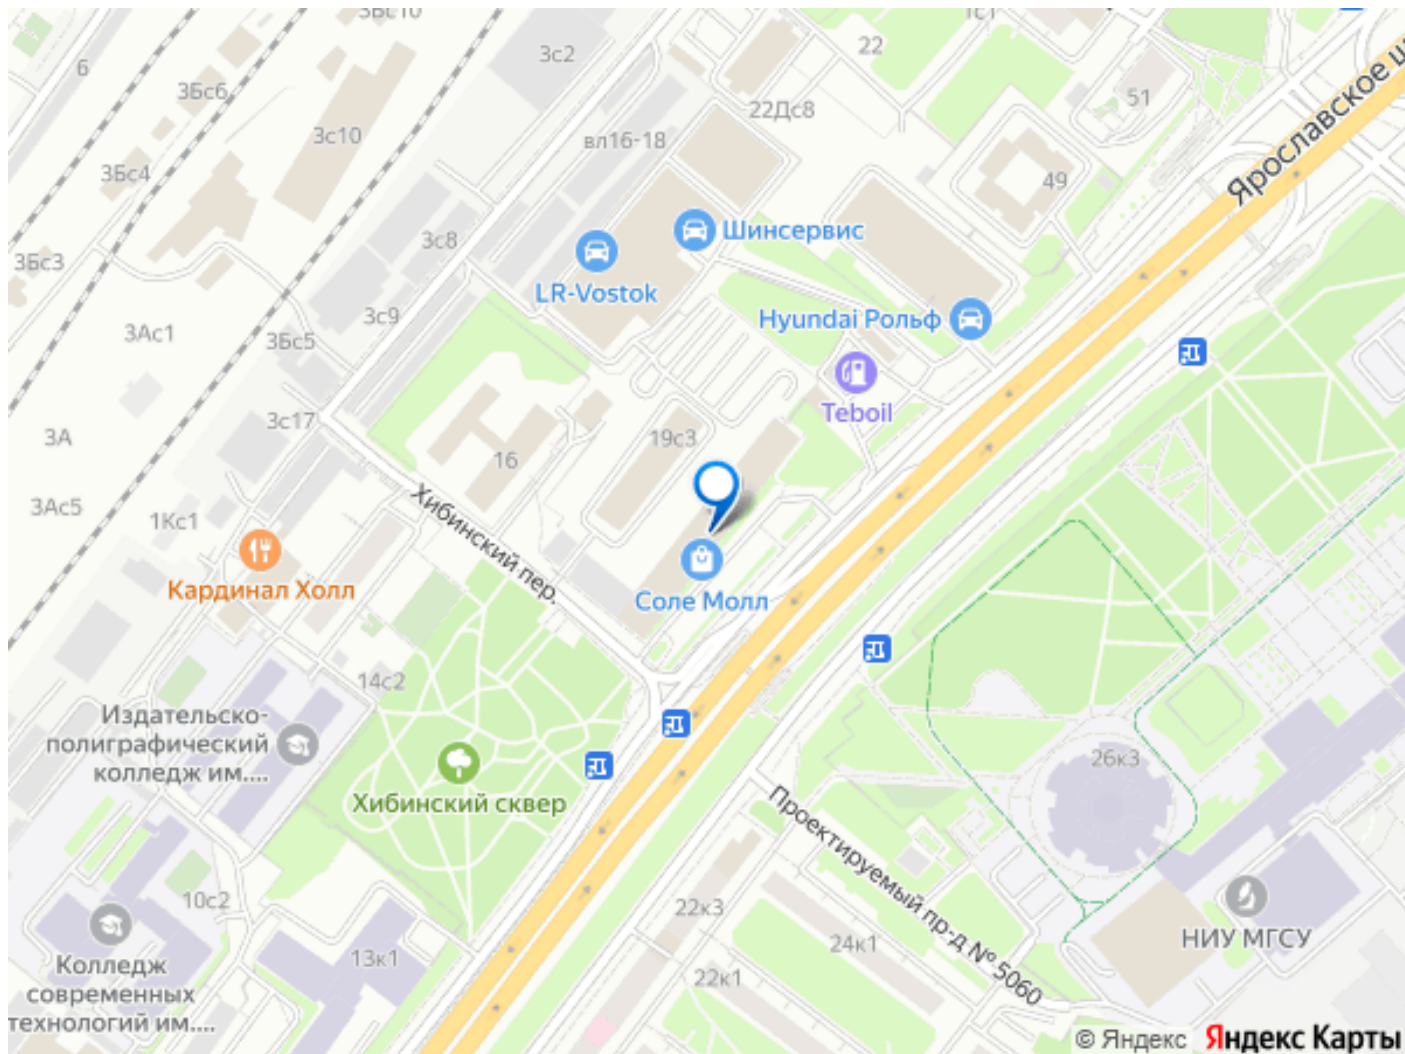 3Бс10
1с1
22
3с2
6
3Бс6
51
22Дс8
3с10
вл16-18
Ярославское ш
3Бс4
49
Шинсервис
3с8
3Бс3
LR-Vostok
3с9
Hyundai Рольф
3Ас1
3Бс5
Teboil
3с17
3А
19с3
16
3Ас5
1Кс1
Хибинский пер.
Кардинал Холл
Соле Молл
14с2
Издательско-
полиграфический
колледж им....
26к3
Хибинский сквер
Проектируемый пр-д № 5060
10с2
22к3
24к1
НИУ МГСУ
13к1
Колледж
современных
технологий им....
22к1
© Яндекс Яндекс Карты